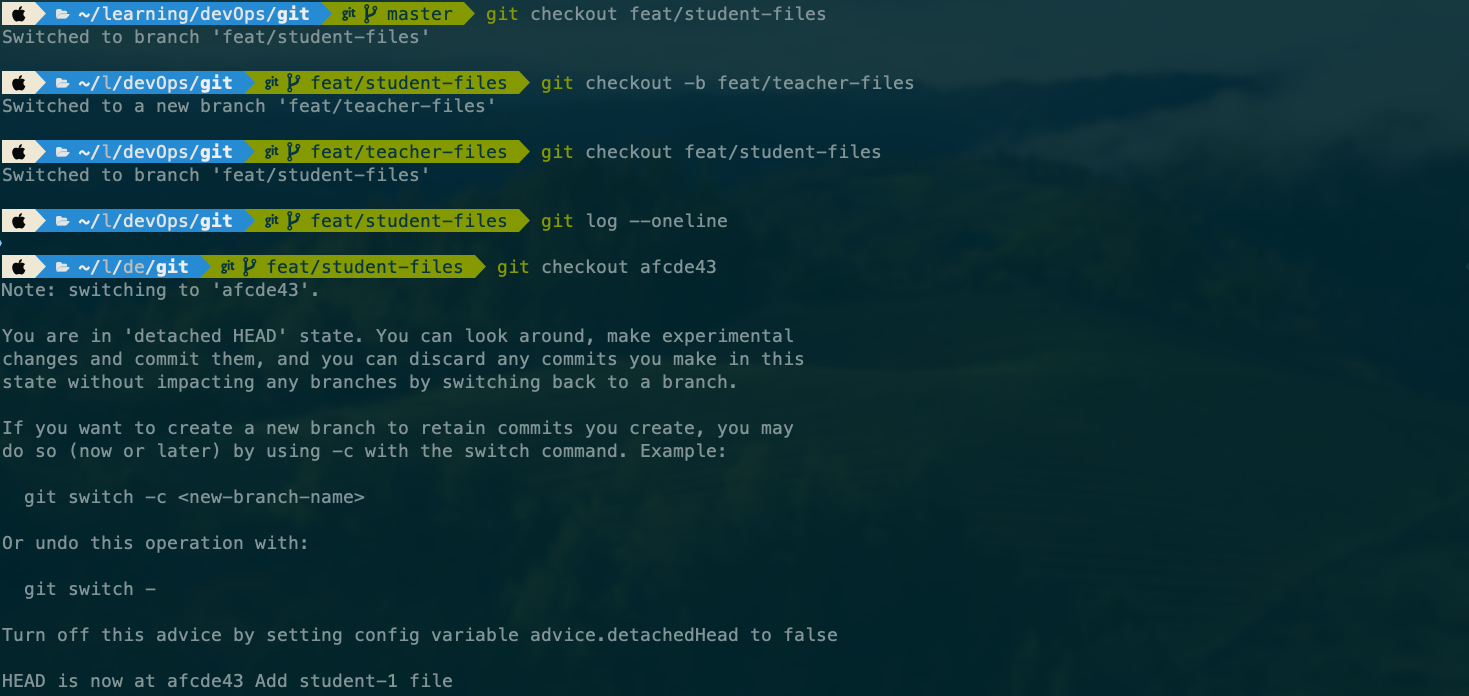 ~/learning/devOps/git git master git checkout feat/student-files
Switched to branch 'feat/student-files'
~/l/devOps/git git feat/student-files git checkout -b feat/teacher-files
Switched to a new branch 'feat/teacher-files'
~/l/devOps/git git feat/teacher-files git checkout feat/student-files
Switched to branch 'feat/student-files'
~/l/devOps/git git feat/student-files git log --oneline
~/l/de/git git feat/student-files git checkout afcde43
Note: switching to 'afcde43'.
You are in 'detached HEAD' state. You can look around, make experimental
changes and commit them, and you can discard any commits you make in this
state without impacting any branches by switching back to a branch.
If you want to create a new branch to retain commits you create, you may
do so (now or later) by using -c with the switch command. Example:
git switch -c <new-branch-name>
Or undo this operation with:
git switch -
Turn off this advice by setting config variable advice.detachedHead to false
HEAD is now at afcde43 Add student-1 file